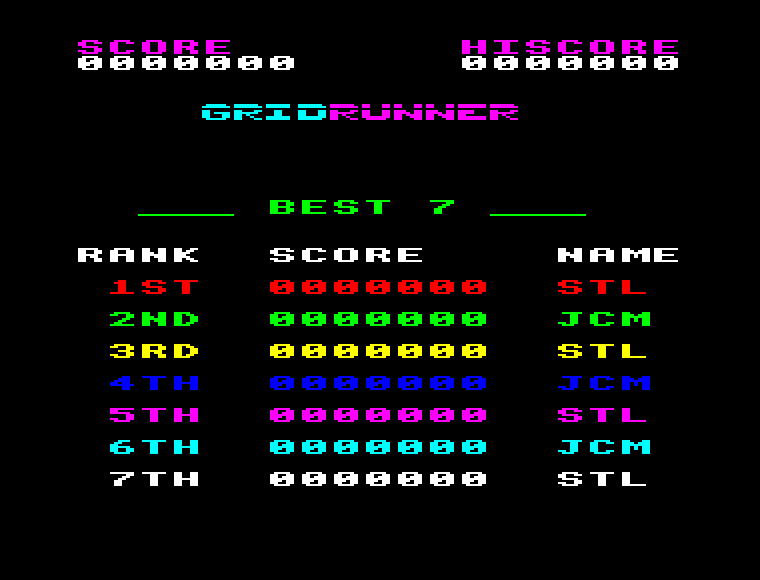 SCORE HISCORE
0000000 0000000
GRIDRUNNER
BEST 7
RANK SCORE NAME
1ST 0000000 STL
2ND 0000000 JCM
3RD 0000000 STL
4TH 0000000 JCM
5TH 0000000 STL
6TH 0000000 JCM
7TH 0000000 STL